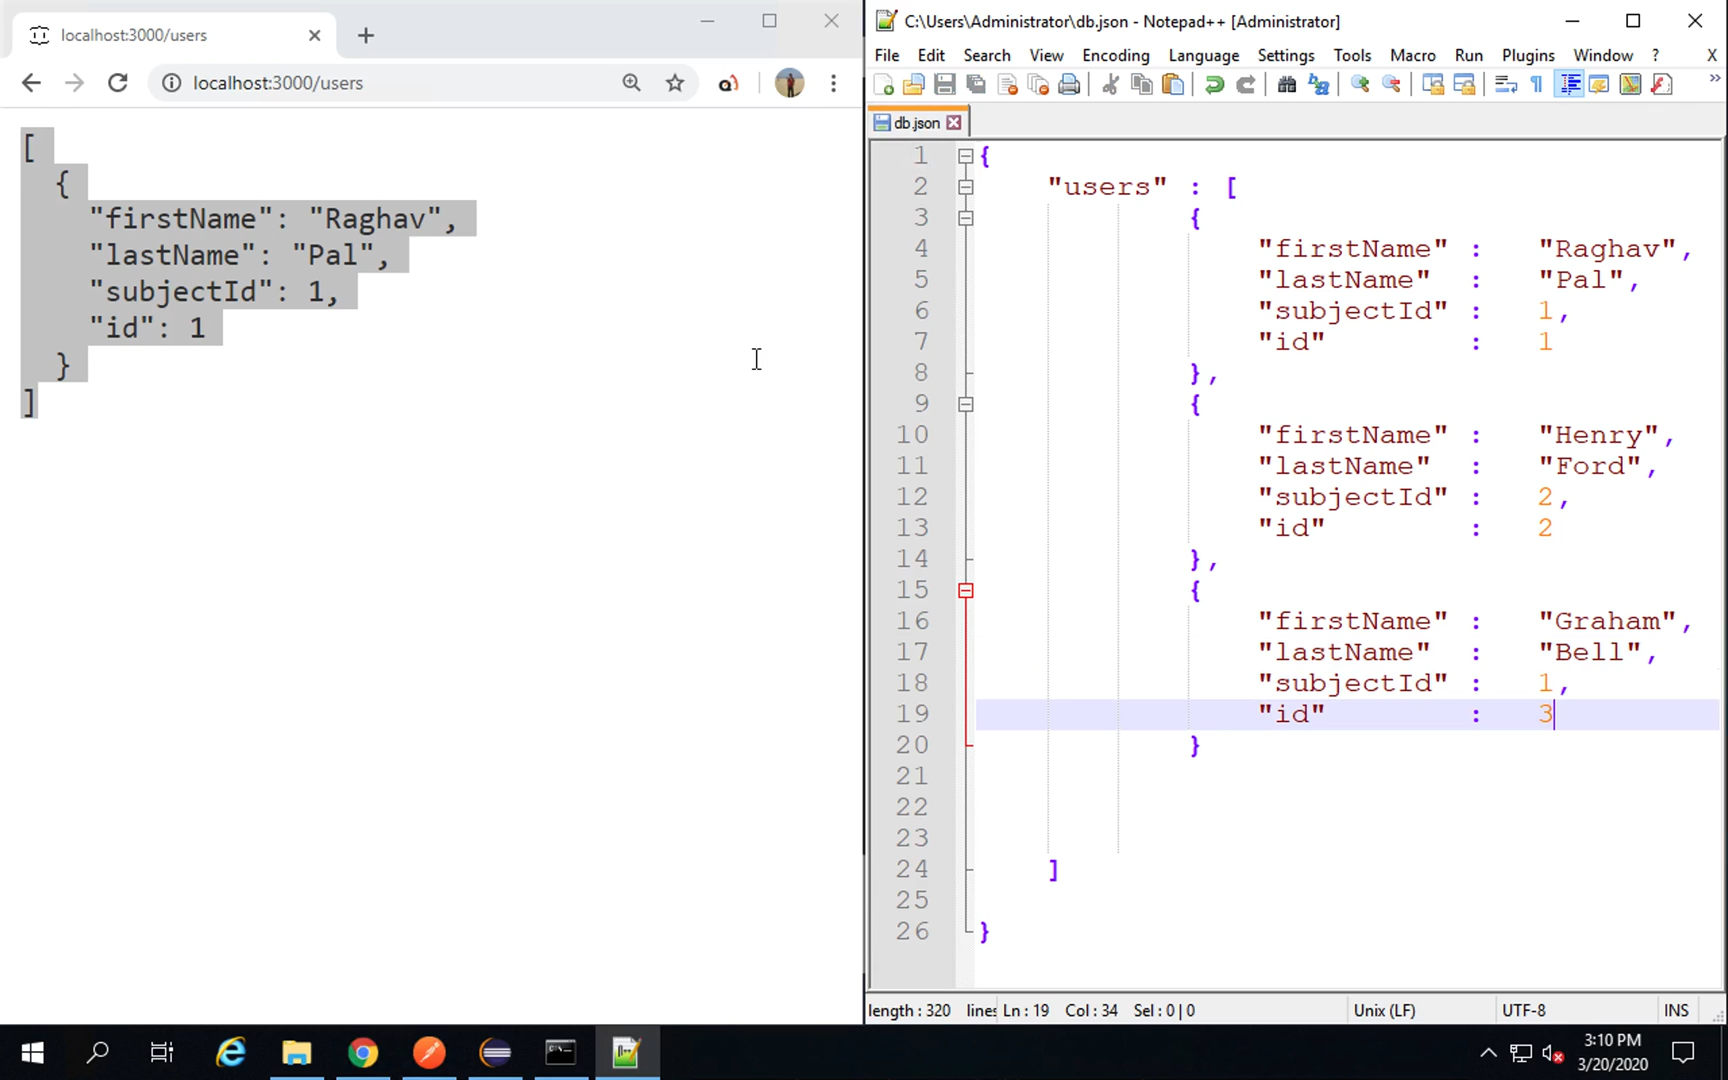 localhost:3000/users
localhost:3000/users
[
{
"firstName": "Raghav",
"lastName": "Pal",
"subjectId": 1,
"id": 1
}
]
C:\Users\Administrator\db.json - Notepad++ [Administrator]
File Edit Search View Encoding Language Settings Tools Macro Run Plugins Window ? X
db.json
1 {
2 "users" : [
3 {
4 "firstName" : "Raghav",
5 "lastName" : "Pal",
6 "subjectId" : 1,
7 "id" : 1
8 },
9 {
10 "firstName" : "Henry",
11 "lastName" : "Ford",
12 "subjectId" : 2,
13 "id" : 2
14 },
15 {
16 "firstName" : "Graham",
17 "lastName" : "Bell",
18 "subjectId" : 1,
19 "id" : 3
20 }
21
22
23
24 ]
25
26 }
length : 320 lines Ln : 19 Col : 34 Sel : 0 | 0 Unix (LF) UTF-8 INS
3:10 PM
3/20/2020